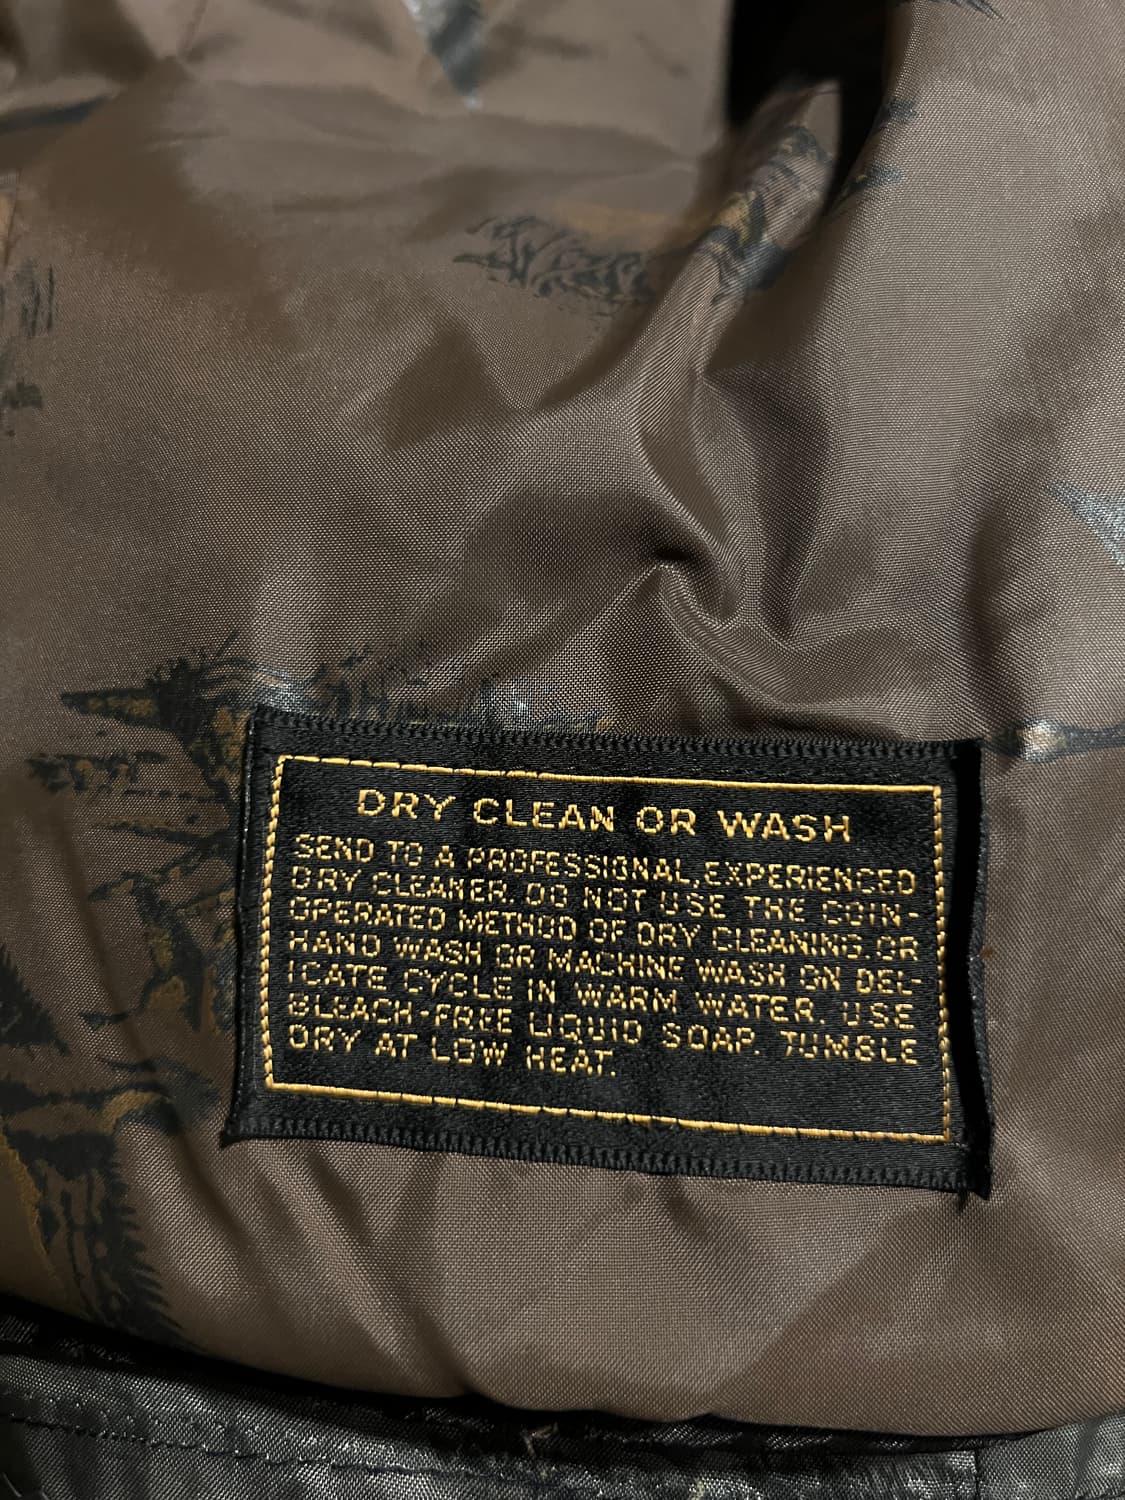 DRY CLEAN OR WASH
SEND TO A PROFESSIONAL, EXPERIENCED
DRY CLEANER. DO NOT USE THE COIN-
OPERATED METHOD OF DRY CLEANING, OR
HAND WASH OR MACHINE WASH ON DEL-
ICATE CYCLE IN WARM WATER. USE
BLEACH-FREE LIQUID SOAP. TUMBLE
DRY AT LOW HEAT.